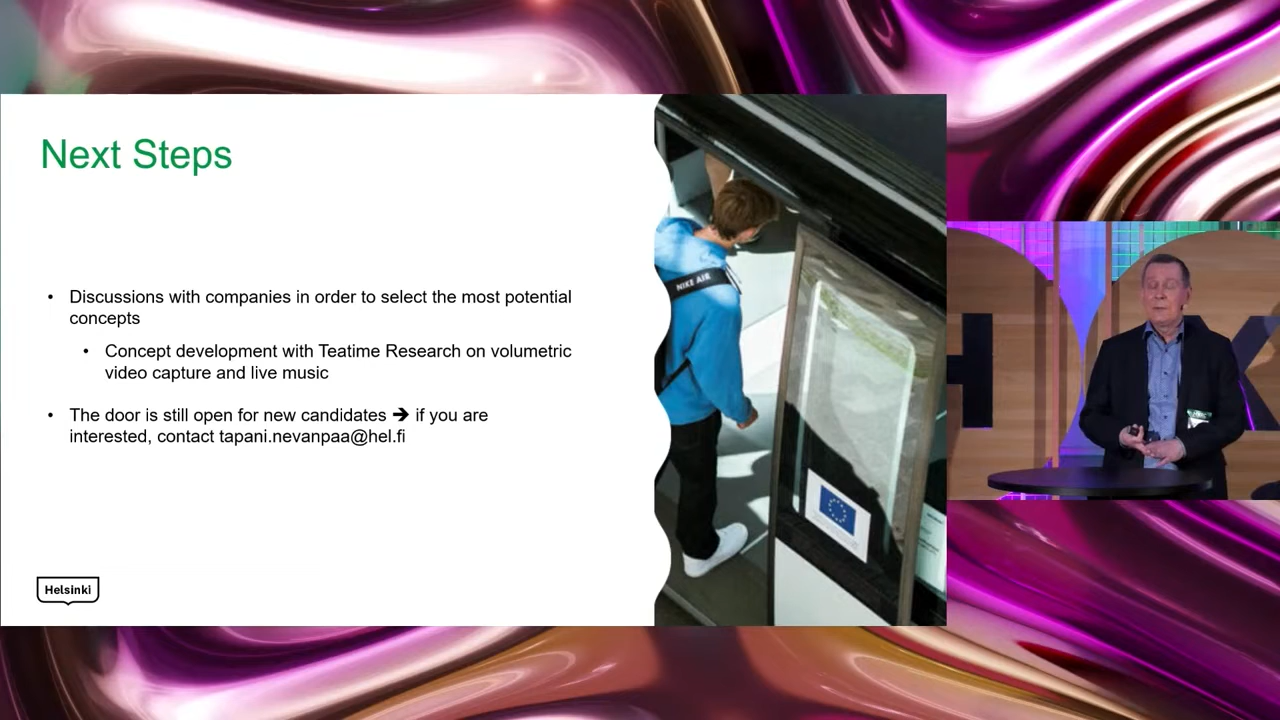 Next Steps
• Discussions with companies in order to select the most potential
concepts
• Concept development with Teatime Research on volumetric
video capture and live music
• The door is still open for new candidates ➔ if you are
interested, contact tapani.nevanpaa@hel.fi
Helsinki
NIKE AIR
H
X